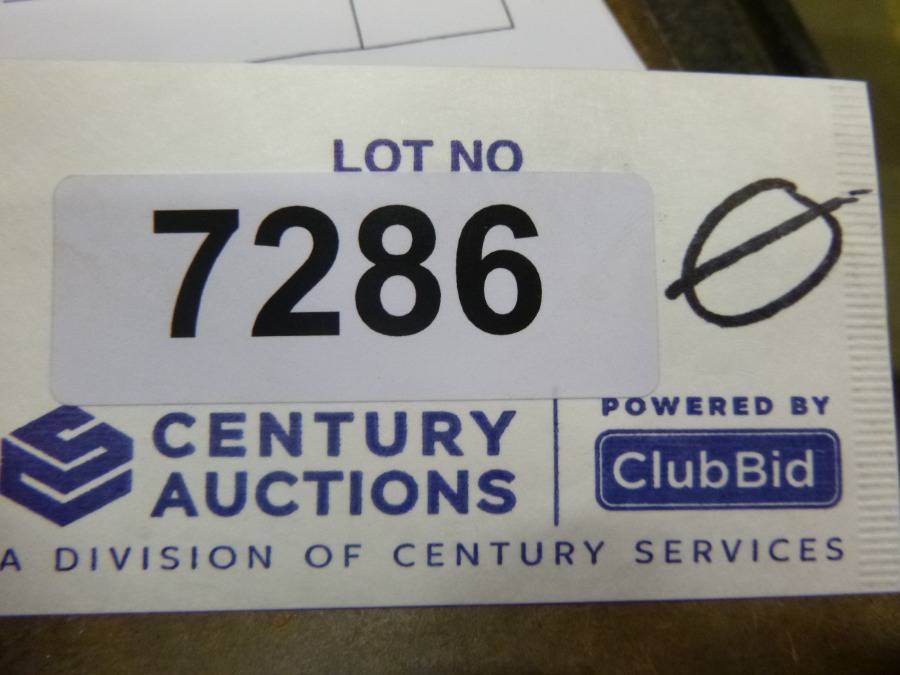 LOT NO
7286 Ø
CENTURY
AUCTIONS
POWERED BY
ClubBid
A DIVISION OF CENTURY SERVICES